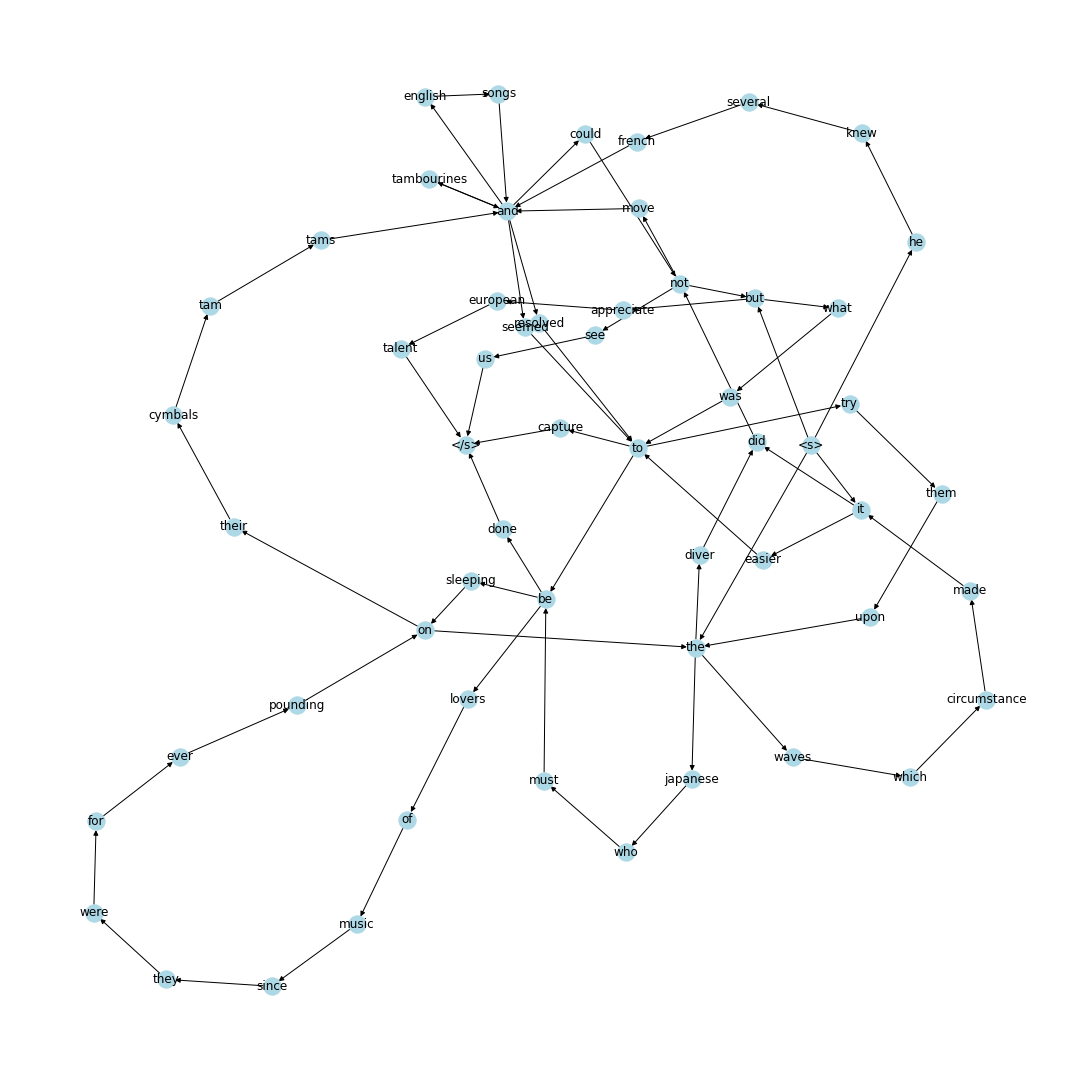 english songs
several
could
french
knew
tambourines
and
move
tams
he
not
tam
european
but
appreciate
what
resolved
seemed
see
talent
us
was
try
cymbals
capture
</s>
to
did
<s>
them
it
their
done
diver
easier
sleeping
be
made
upon
on
the
lovers
circumstance
pounding
ever
waves
which
must
japanese
of
for
who
were
music
they
since